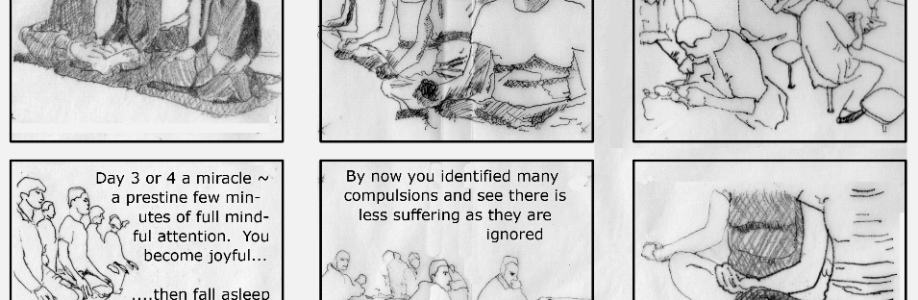 Day 3 or 4 a miracle ~
a prestine few min-
utes of full mind-
ful attention.  You
become joyful...
....then fall asleep
By now you identified many
compulsions and see there is
less suffering as they are
ignored